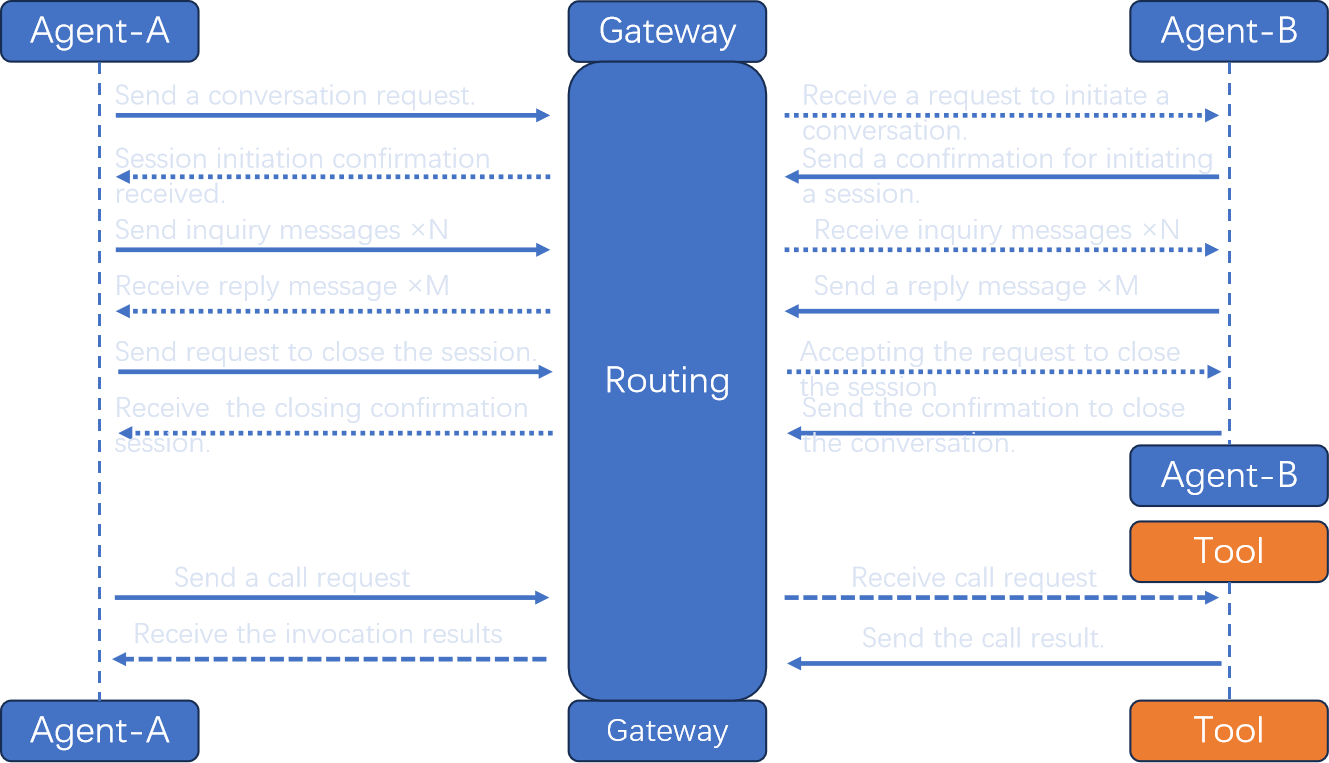 Agent-A
Gateway
Agent-B
Send a conversation request.
Receive a request to initiate a
conversation.
Session initiation confirmation
received.
Send a confirmation for initiating
a session.
Send inquiry messages ×N
Receive inquiry messages ×N
Receive reply message ×M
Send a reply message ×M
Send request to close the session.
Accepting the request to close
the session
Routing
Receive  the closing confirmation
session.
Send the confirmation to close
the conversation.
Agent-B
Tool
Send a call request
Receive call request
Receive the invocation results
Send the call result.
Agent-A
Gateway
Tool